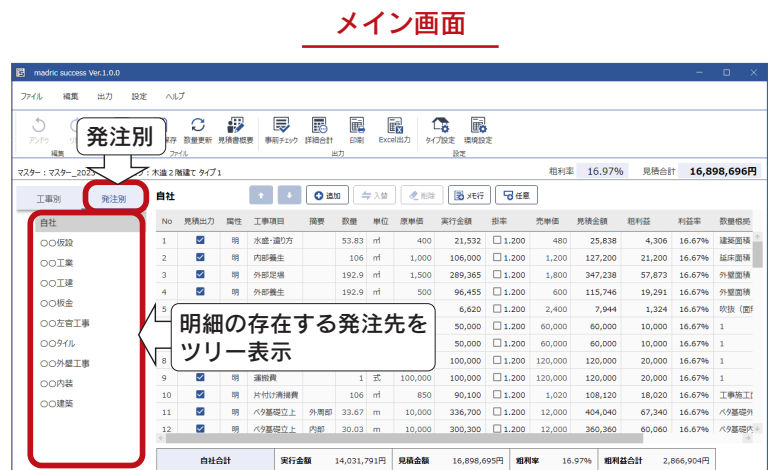 メイン画面
madric success Ver.1.0.0
ファイル 編集 出力 設定 ヘルプ
アンドゥ 数量更新 見積書概要 事前チェック 詳細合計 印刷 Excel出力 タイプ設定 環境設定
編集 ファイル 出力 設定
発注別
マスター：マスター_2023 木造2階建て タイプ1 粗利率 16.97% 見積合計 16,898,696円
工事別 発注別 自社 追加 入替 削除 メモ行 任意
No 見積出力 属性 工事項目 摘要 数量 単位 原単価 実行金額 掛率 売単価 見積金額 粗利益 利益率 数量根拠
自社
○○仮設
○○工業
○○工建
○○板金
○○左官工事
○○タイル
○○外壁工事
○○内装
○○建築
1 明 水盛・遣り方 53.83 ㎡ 400 21,532 1.200 480 25,838 4,306 16.67% 建築面積
2 明 内部養生 106 ㎡ 1,000 106,000 1.200 1,200 127,200 21,200 16.67% 延床面積
3 明 外部足場 192.9 ㎡ 1,500 289,365 1.200 1,800 347,238 57,873 16.67% 外壁面積
4 明 外部養生 192.9 ㎡ 500 96,455 1.200 600 115,746 19,291 16.67% 外壁面積
5 6,620 1.200 2,400 7,944 1,324 16.67% 吹抜
50,000 1.200 60,000 60,000 10,000 16.67% 1
50,000 1.200 60,000 60,000 10,000 16.67% 1
8 100,000 1.200 120,000 120,000 20,000 16.67% 1
9 明 運搬費 1 式 100,000 100,000 1.200 120,000 120,000 20,000 16.67% 1
10 明 片付け清掃費 106 ㎡ 850 90,100 1.200 1,020 108,120 18,020 16.67% 工事施工
11 明 ベタ基礎立上 外周部 33.67 m 10,000 336,700 1.200 12,000 404,040 67,340 16.67% ベタ基礎外
12 明 ベタ基礎立上 内部 30.03 m 10,000 300,300 1.200 12,000 360,360 60,060 16.67% ベタ基礎内
明細の存在する発注先を
ツリー表示
自社合計 実行金額 14,031,791円 見積金額 16,898,695円 粗利率 16.97% 粗利益合計 2,866,904円